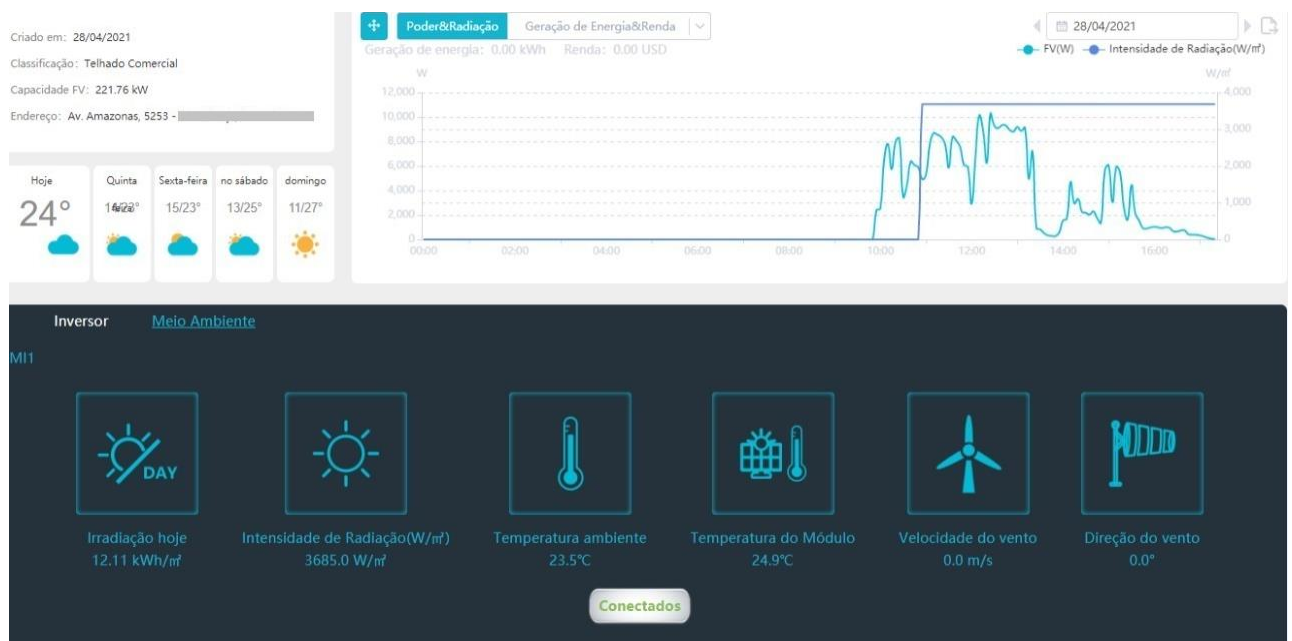 Criado em: 28/04/2021
Classificação: Telhado Comercial
Capacidade FV: 221.76 kW
Endereço: Av. Amazonas, 5253 -
Hoje
24°
Quinta
Sexta-feira
15/23°
no sábado
13/25°
domingo
11/27°
Poder&Radiação
Geração de Energia&Renda
28/04/2021
Geração de energia: 0.00 kWh Renda: 0.00 USD
FV(W) Intensidade de Radiação(W/㎡)
W
W/㎡
12,000
10,000
8,000
6,000
4,000
2,000
0
4,000
3,000
2,000
1,000
0
00:00 02:00 04:00 06:00 08:00 10:00 12:00 14:00 16:00
Inversor Meio Ambiente
MI1
DAY
Irradiação hoje
12.11 kWh/㎡
Intensidade de Radiação(W/㎡)
3685.0 W/㎡
Temperatura ambiente
23.5℃
Temperatura do Módulo
24.9℃
Velocidade do vento
0.0 m/s
Direção do vento
0.0°
Conectados